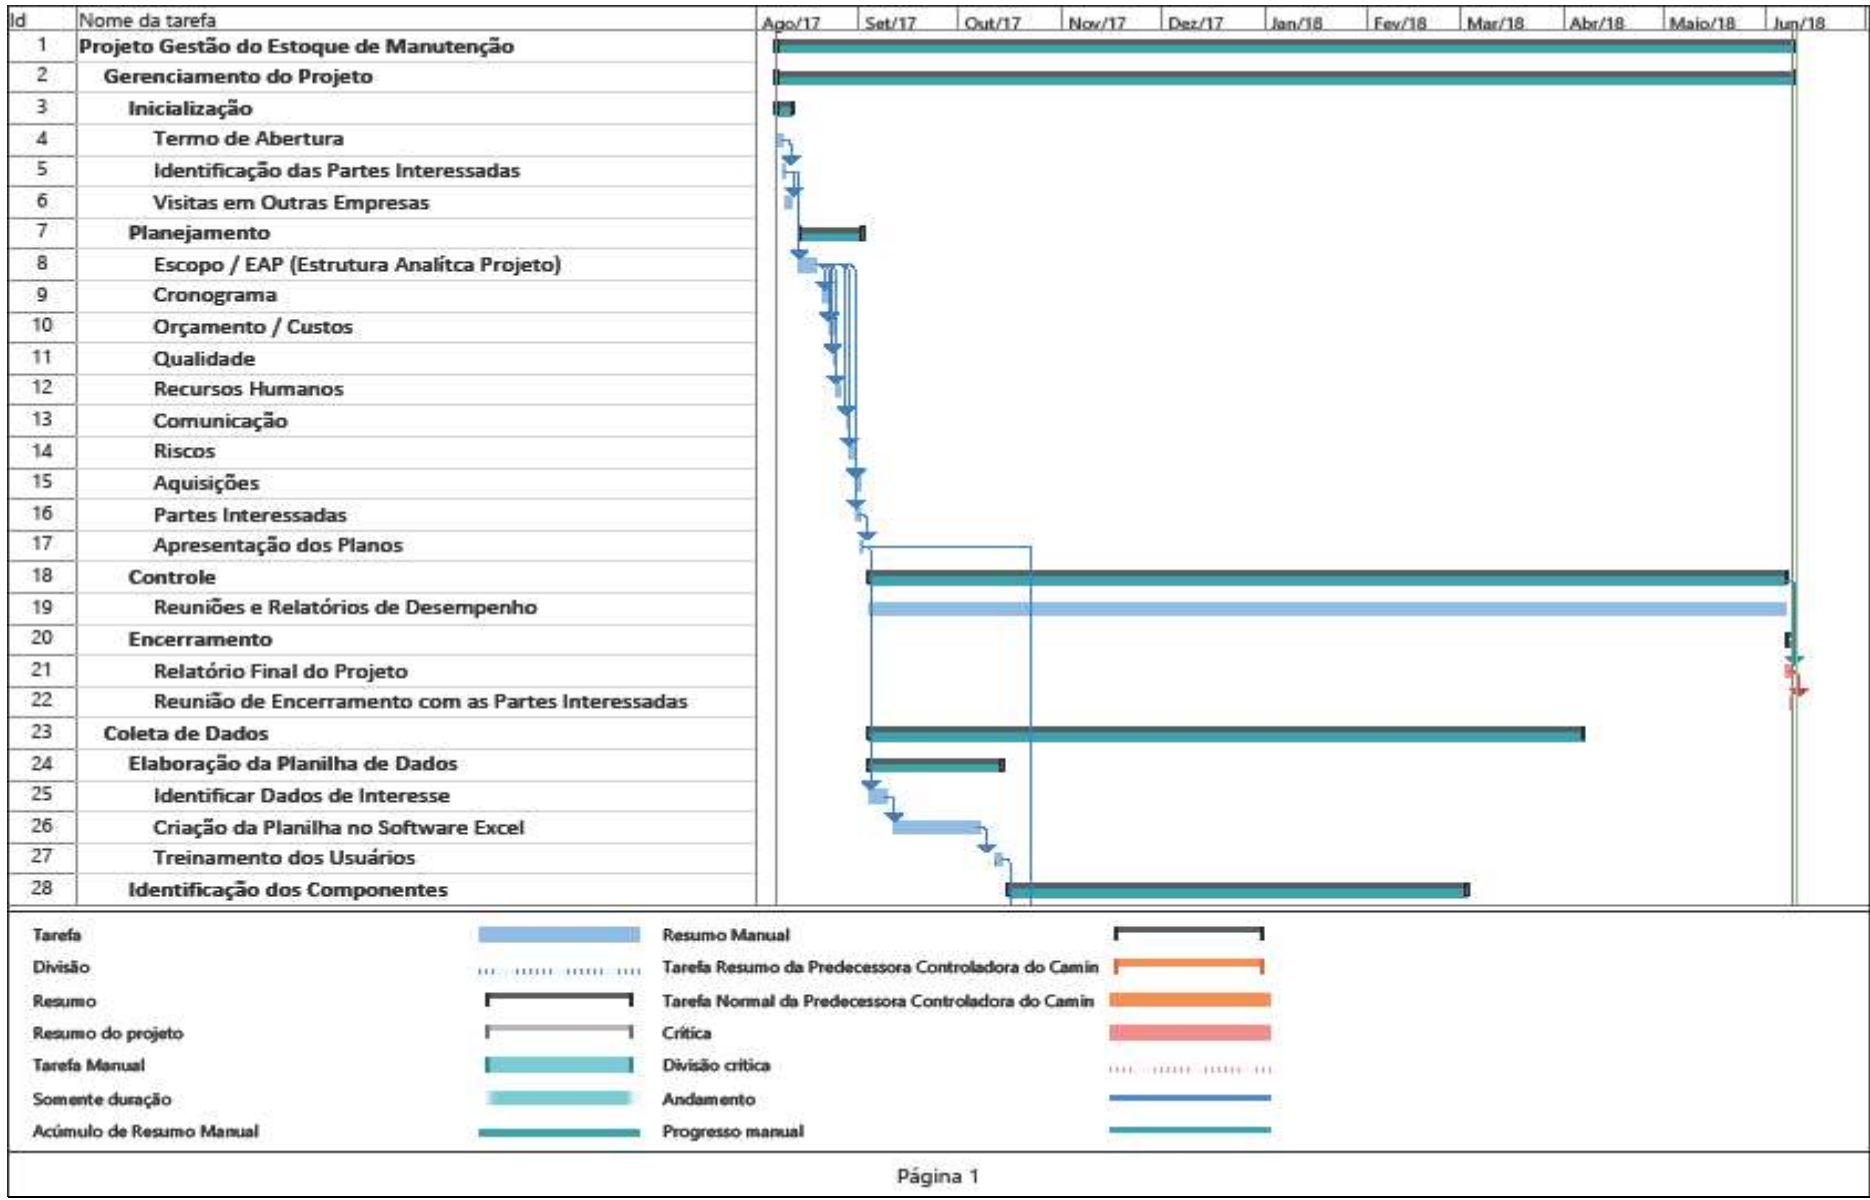 Id Nome da tarefa Ago/17 Set/17 Out/17 Nov/17 Dez/17 Jan/18 Fev/18 Mar/18 Abr/18 Maio/18 Jun/18
1 Projeto Gestão do Estoque de Manutenção
2 Gerenciamento do Projeto
3 Inicialização
4 Termo de Abertura
5 Identificação das Partes Interessadas
6 Visitas em Outras Empresas
7 Planejamento
8 Escopo / EAP (Estrutura Analítca Projeto)
9 Cronograma
10 Orçamento / Custos
11 Qualidade
12 Recursos Humanos
13 Comunicação
14 Riscos
15 Aquisições
16 Partes Interessadas
17 Apresentação dos Planos
18 Controle
19 Reuniões e Relatórios de Desempenho
20 Encerramento
21 Relatório Final do Projeto
22 Reunião de Encerramento com as Partes Interessadas
23 Coleta de Dados
24 Elaboração da Planilha de Dados
25 Identificar Dados de Interesse
26 Criação da Planilha no Software Excel
27 Treinamento dos Usuários
28 Identificação dos Componentes
Tarefa Resumo Manual
Divisão Tarefa Resumo da Predecessora Controladora do Camin
Resumo Tarefa Normal da Predecessora Controladora do Camin
Resumo do projeto Crítica
Tarefa Manual Divisão crítica
Somente duração Andamento
Acúmulo de Resumo Manual Progresso manual
Página 1